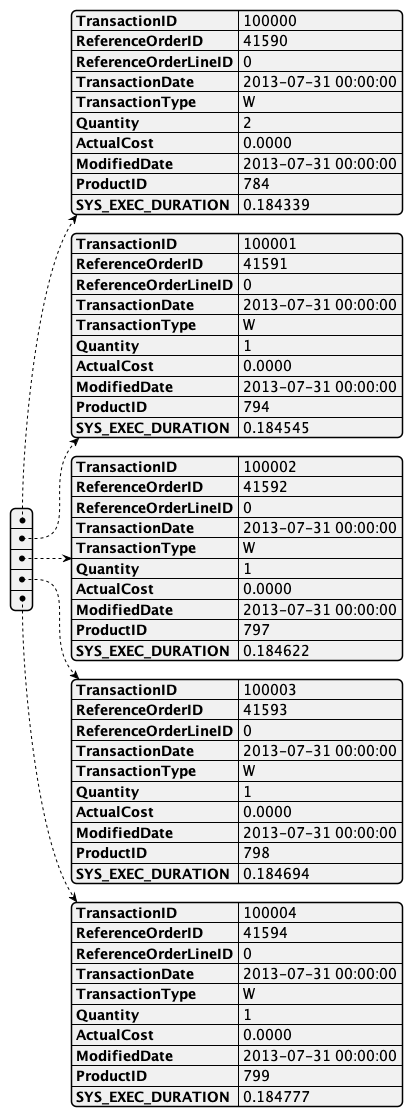 TransactionID 100000
ReferenceOrderID 41590
ReferenceOrderLineID 0
TransactionDate 2013-07-31 00:00:00
TransactionType W
Quantity 2
ActualCost 0.0000
ModifiedDate 2013-07-31 00:00:00
ProductID 784
SYS_EXEC_DURATION 0.184339
TransactionID 100001
ReferenceOrderID 41591
ReferenceOrderLineID 0
TransactionDate 2013-07-31 00:00:00
TransactionType W
Quantity 1
ActualCost 0.0000
ModifiedDate 2013-07-31 00:00:00
ProductID 794
SYS_EXEC_DURATION 0.184545
TransactionID 100002
ReferenceOrderID 41592
ReferenceOrderLineID 0
TransactionDate 2013-07-31 00:00:00
TransactionType W
Quantity 1
ActualCost 0.0000
ModifiedDate 2013-07-31 00:00:00
ProductID 797
SYS_EXEC_DURATION 0.184622
TransactionID 100003
ReferenceOrderID 41593
ReferenceOrderLineID 0
TransactionDate 2013-07-31 00:00:00
TransactionType W
Quantity 1
ActualCost 0.0000
ModifiedDate 2013-07-31 00:00:00
ProductID 798
SYS_EXEC_DURATION 0.184694
TransactionID 100004
ReferenceOrderID 41594
ReferenceOrderLineID 0
TransactionDate 2013-07-31 00:00:00
TransactionType W
Quantity 1
ActualCost 0.0000
ModifiedDate 2013-07-31 00:00:00
ProductID 799
SYS_EXEC_DURATION 0.184777